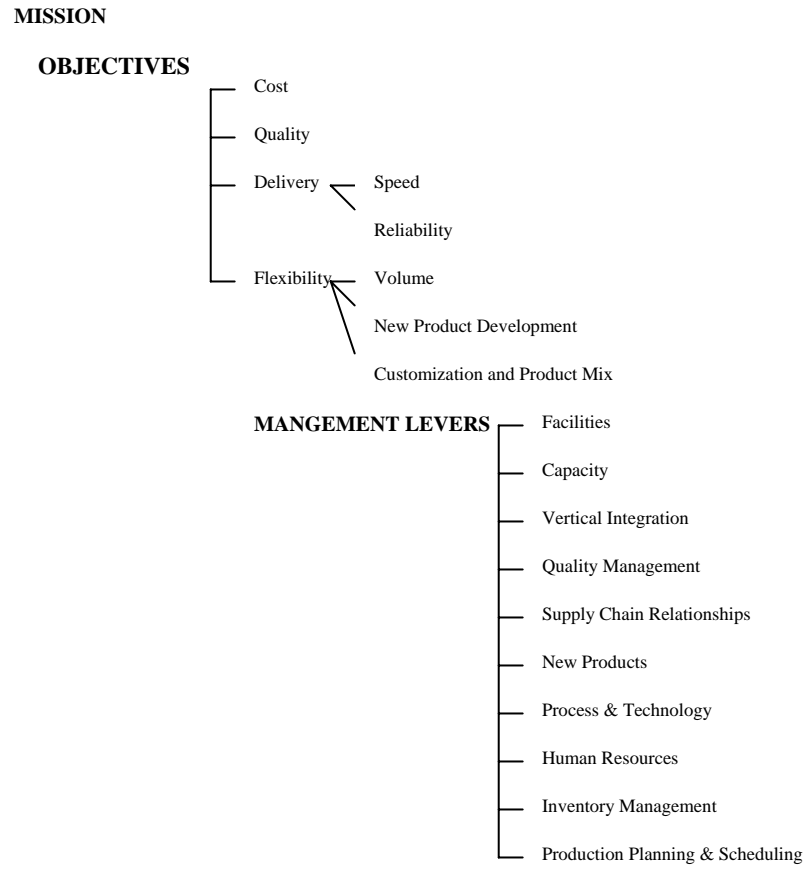 MISSION
OBJECTIVES
Cost
Quality
Delivery Speed
Reliability
Flexibility Volume
New Product Development
Customization and Product Mix
MANGEMENT LEVERS Facilities
Capacity
Vertical Integration
Quality Management
Supply Chain Relationships
New Products
Process & Technology
Human Resources
Inventory Management
Production Planning & Scheduling